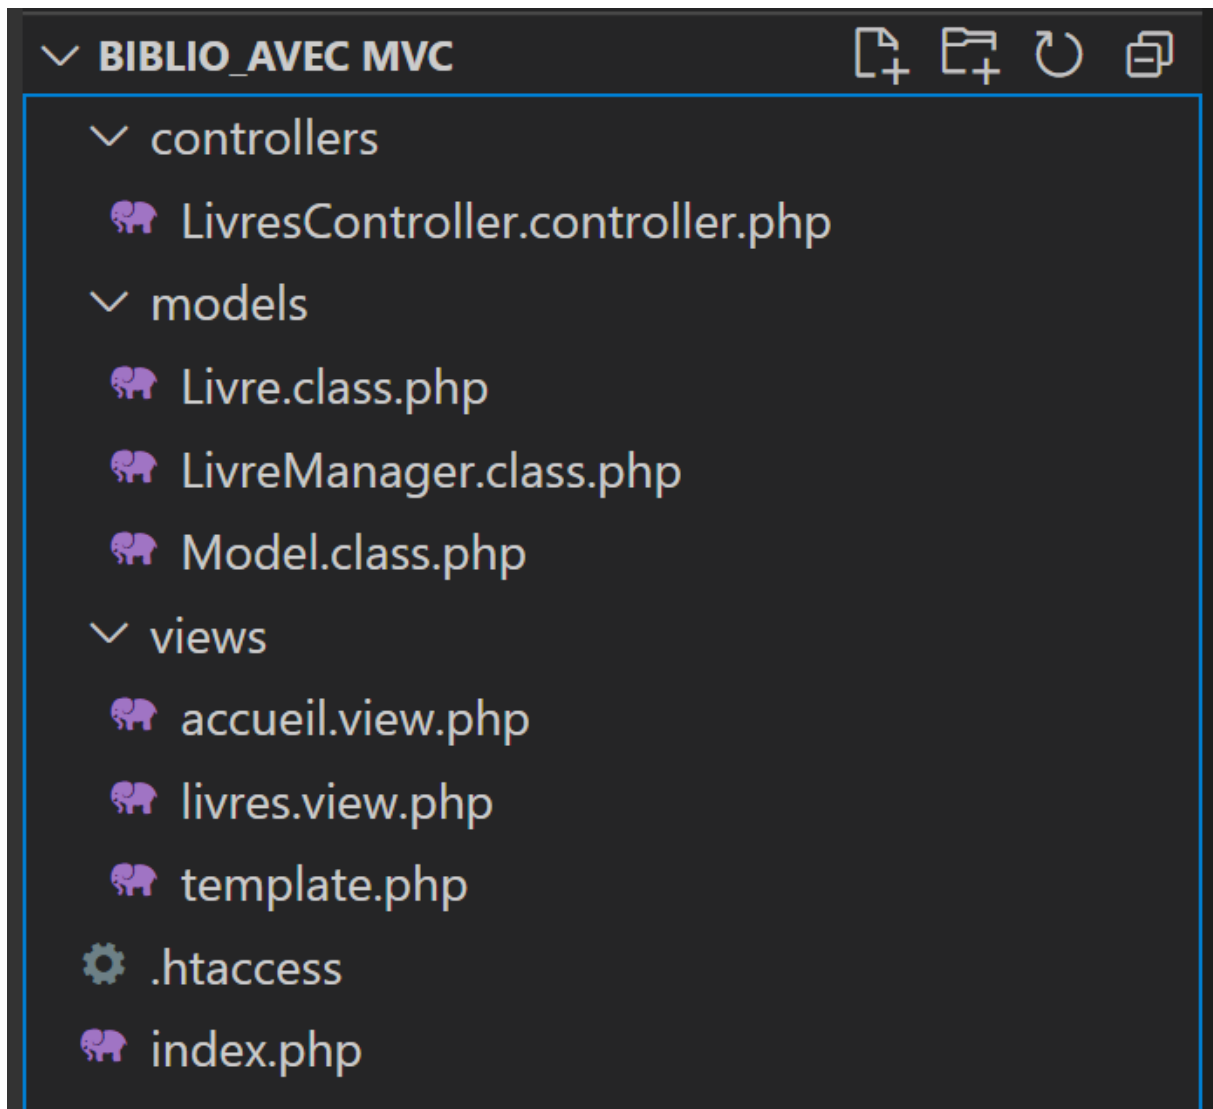 BIBLIO_AVEC MVC
controllers
LivresController.controller.php
models
Livre.class.php
LivreManager.class.php
Model.class.php
views
accueil.view.php
livres.view.php
template.php
.htaccess
index.php